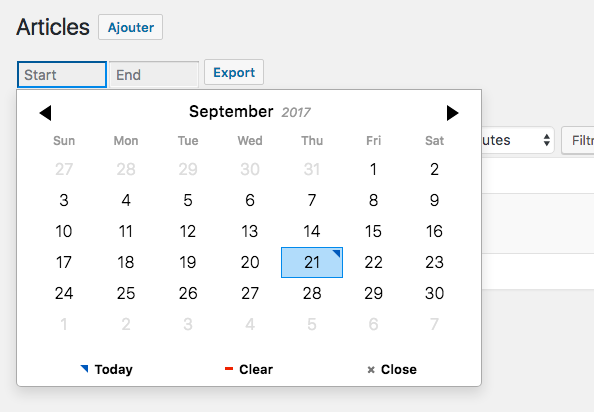 Articles Ajouter
Start End Export
September 2017
Sun Mon Tue Wed Thu Fri Sat
27 28 29 30 31 1 2
3 4 5 6 7 8 9
10 11 12 13 14 15 16
17 18 19 20 21 22 23
24 25 26 27 28 29 30
1 2 3 4 5 6 7
Today Clear Close
utes Filtr